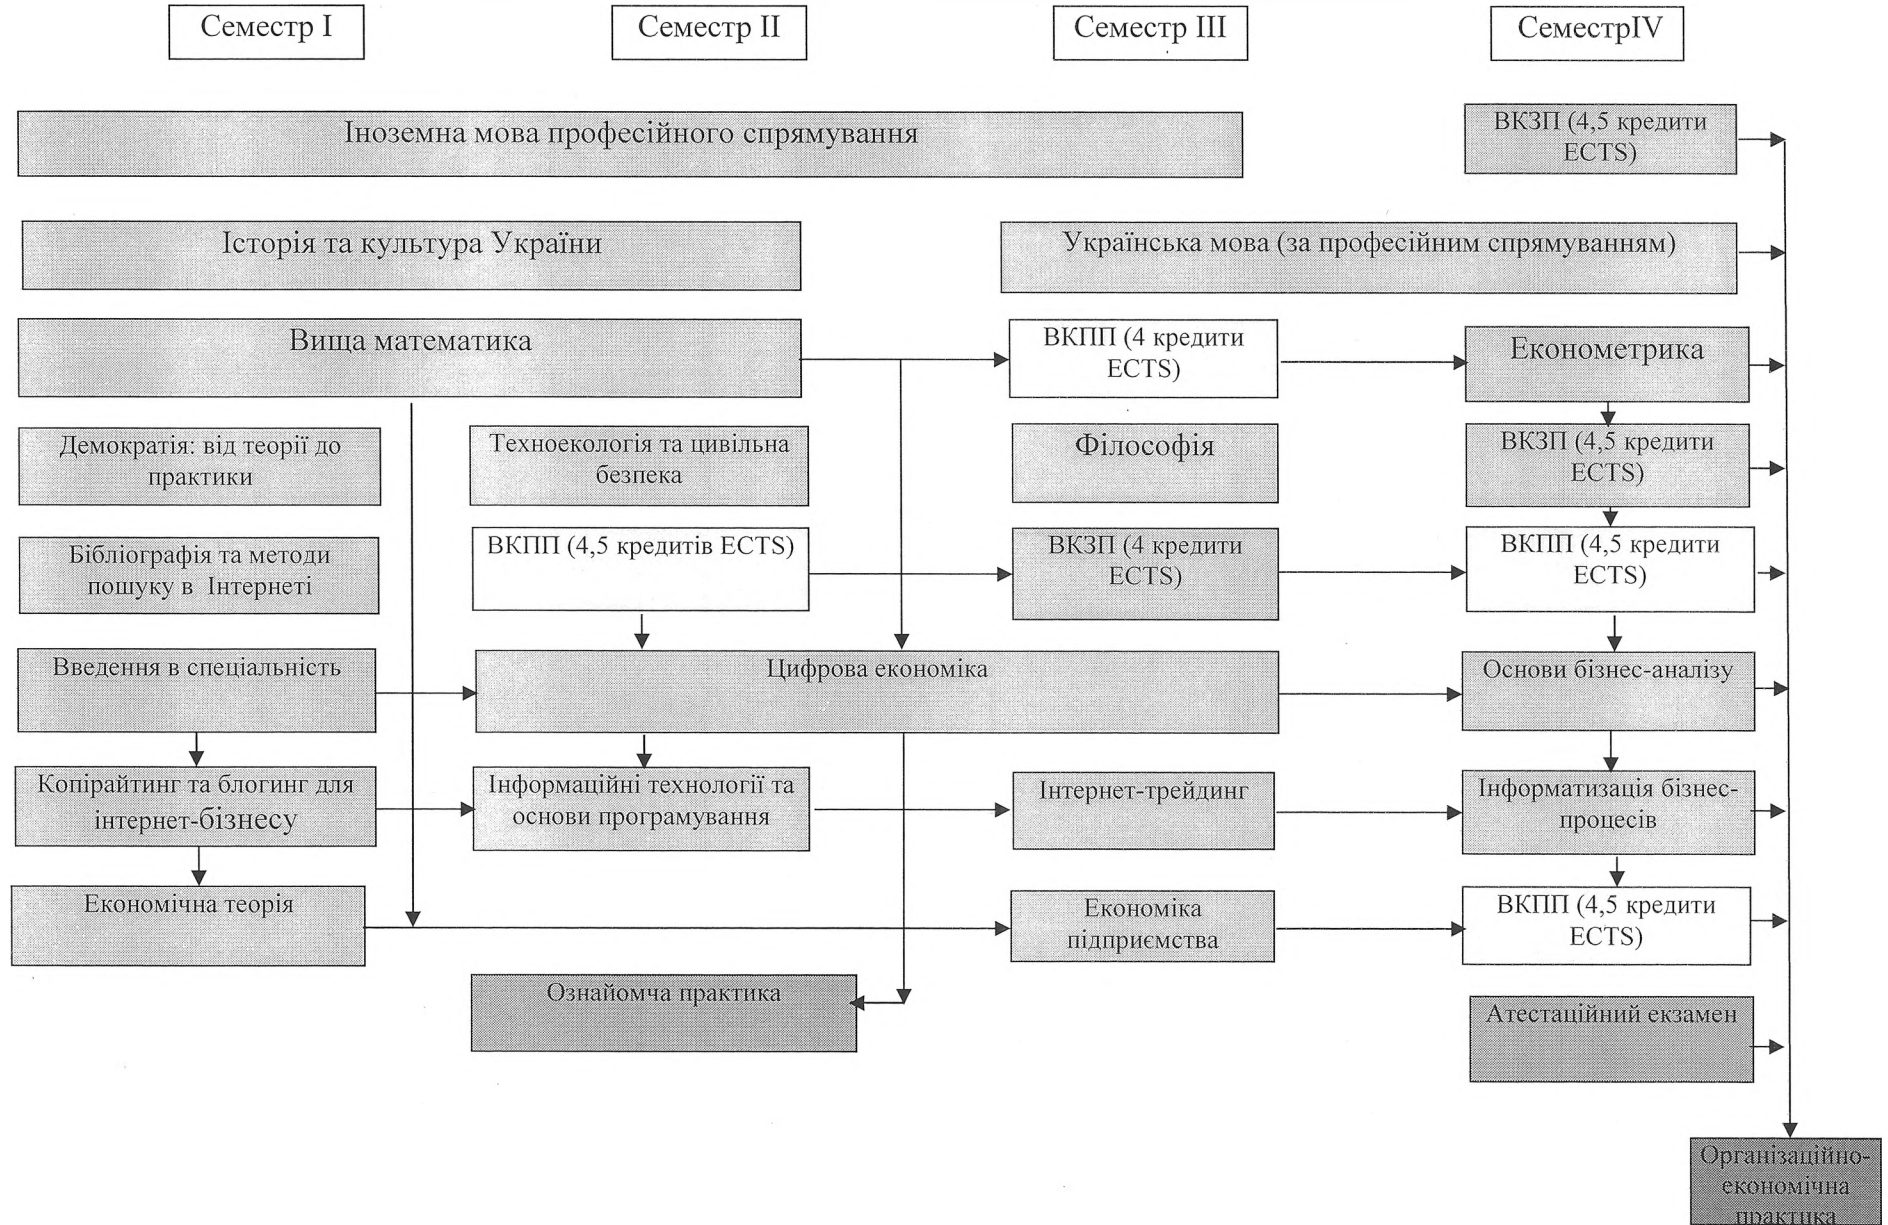 Семестр І
Семестр ІІ
Семестр ІІІ
СеместрIV
Іноземна мова професійного спрямування
ВКЗП (4,5 кредити
ECTS)
Історія та культура України
Українська мова (за професійним спрямуванням)
Вища математика
ВКПП (4 кредити
ECTS)
Економетрика
Демократія: від теорії до
практики
Техноекологія та цивільна
безпека
Філософія
ВКЗП (4,5 кредити
ECTS)
Бібліографія та методи
пошуку в  Інтернеті
ВКПП (4,5 кредитів ECTS)
ВКЗП (4 кредити
ECTS)
ВКПП (4,5 кредити
ECTS)
Введення в спеціальність
Цифрова економіка
Основи бізнес-аналізу
Копірайтинг та блогинг для
інтернет-бізнесу
Інформаційні технології та
основи програмування
Інтернет-трейдинг
Інформатизація бізнес-
процесів
Економічна теорія
Економіка
підприємства
ВКПП (4,5 кредити
ECTS)
Ознайомча практика
Атестаційний екзамен
Організаційно-
економічна
практика